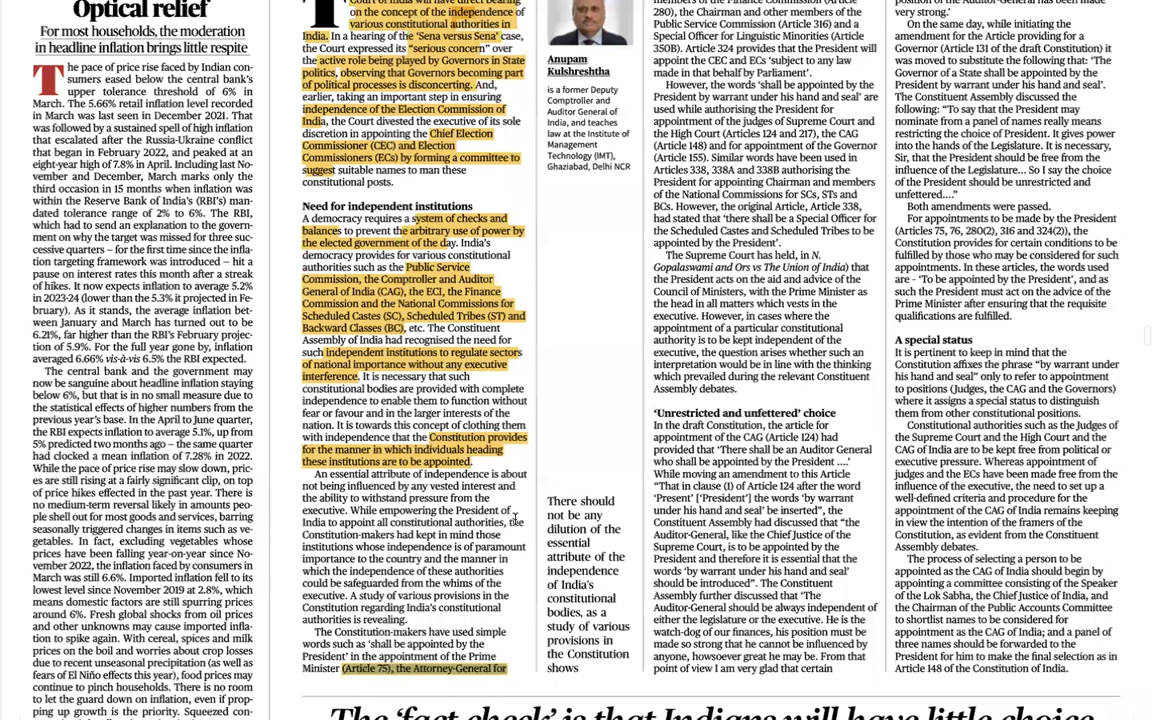 Optical relief
For most households, the moderation
in headline inflation brings little respite
The pace of price rise faced by Indian con-
sumers eased below the central bank's
upper tolerance threshold of 6% in
March. The 5.66% retail inflation level recorded
in March was last seen in December 2021. That
was followed by a sustained spell of high inflation
that escalated after the Russia-Ukraine conflict
that began in February 2022, and peaked at an
eight-year high of 7.8% in April. Including last No-
vember and December, March marks only the
third occasion in 15 months when inflation was
within the Reserve Bank of India's (RBI's) man-
dated tolerance range of 2% to 6%. The RBI,
which had to send an explanation to the govern-
ment on why the target was missed for three suc-
cessive quarters – for the first time since the infla-
tion targeting framework was introduced – hit a
pause on interest rates this month after a streak
of hikes. It now expects inflation to average 5.2%
in 2023-24 (lower than the 5.3% it projected in Fe-
bruary). As it stands, the average inflation bet-
ween January and March has turned out to be
6.21%, far higher than the RBI's February projec-
tion of 5.9%. For the full year gone by, inflation
averaged 6.66% vis-à-vis 6.5% the RBI expected.
The central bank and the government may
now be sanguine about headline inflation staying
below 6%, but that is in no small measure due to
the statistical effects of higher numbers from the
previous year's base. In the April to June quarter,
the RBI expects inflation to average 5.1%, up from
5% predicted two months ago – the same quarter
had clocked a mean inflation of 7.28% in 2022.
While the pace of price rise may slow down, pric-
es are still rising at a fairly significant clip, on top
of price hikes effected in the past year. There is
no medium-term reversal likely in amounts peo-
ple shell out for most goods and services, barring
seasonally triggered changes in items such as ve-
getables. In fact, excluding vegetables whose
prices have been falling year-on-year since No-
vember 2022, the inflation faced by consumers in
March was still 6.6%. Imported inflation fell to its
lowest level since November 2019 at 2.8%, which
means domestic factors are still spurring prices
around 6%. Fresh global shocks from oil prices
and other unknowns may cause imported infla-
tion to spike again. With cereal, spices and milk
prices on the boil and worries about crop losses
due to recent unseasonal precipitation (as well as
fears of El Niño effects this year), food prices may
continue to pinch households. There is no room
to let the guard down on inflation, even if prop-
ping up growth is the priority. Squeezed con-
T Court of India will have direct bearing
on the concept of the independence of
various constitutional authorities in
India. In a hearing of the 'Sena versus Sena' case,
the Court expressed its "serious concern" over
the active role being played by Governors in State
politics, observing that Governors becoming part
of political processes is disconcerting. And,
earlier, taking an important step in ensuring
independence of the Election Commission of
India, the Court divested the executive of its sole
discretion in appointing the Chief Election
Commissioner (CEC) and Election
Commissioners (ECs) by forming a committee to
suggest suitable names to man these
constitutional posts.
Need for independent institutions
A democracy requires a system of checks and
balances to prevent the arbitrary use of power by
the elected government of the day. India's
democracy provides for various constitutional
authorities such as the Public Service
Commission, the Comptroller and Auditor
General of India (CAG), the ECI, the Finance
Commission and the National Commissions for
Scheduled Castes (SC), Scheduled Tribes (ST) and
Backward Classes (BC), etc. The Constituent
Assembly of India had recognised the need for
such independent institutions to regulate sectors
of national importance without any executive
interference. It is necessary that such
constitutional bodies are provided with complete
independence to enable them to function without
fear or favour and in the larger interests of the
nation. It is towards this concept of clothing them
with independence that the Constitution provides
for the manner in which individuals heading
these institutions are to be appointed.
An essential attribute of independence is about
not being influenced by any vested interest and
the ability to withstand pressure from the
executive. While empowering the President of
India to appoint all constitutional authorities, the
Constitution-makers had kept in mind those
institutions whose independence is of paramount
importance to the country and the manner in
which the independence of these authorities
could be safeguarded from the whims of the
executive. A study of various provisions in the
Constitution regarding India's constitutional
authorities is revealing.
The Constitution-makers have used simple
words such as 'shall be appointed by the
President' in the appointment of the Prime
Minister (Article 75), the Attorney-General for
Anupam
Kulshreshtha
is a former Deputy
Comptroller and
Auditor General of
India, and teaches
law at the Institute of
Management
Technology (IMT),
Ghaziabad, Delhi NCR
There should
not be any
dilution of the
essential
attribute of the
independence
of India's
constitutional
bodies, as a
study of various
provisions in
the Constitution
shows
members of the Finance Commission (Article
280), the Chairman and other members of the
Public Service Commission (Article 316) and a
Special Officer for Linguistic Minorities (Article
350B). Article 324 provides that the President will
appoint the CEC and ECs 'subject to any law
made in that behalf by Parliament'.
However, the words 'shall be appointed by the
President by warrant under his hand and seal' are
used while authorising the President for
appointment of the judges of Supreme Court and
the High Court (Articles 124 and 217), the CAG
(Article 148) and for appointment of the Governor
(Article 155). Similar words have been used in
Articles 338, 338A and 338B authorising the
President for appointing Chairman and members
of the National Commissions for SCs, STs and
BCs. However, the original Article, Article 338,
had stated that 'there shall be a Special Officer for
the Scheduled Castes and Scheduled Tribes to be
appointed by the President'.
The Supreme Court has held, in N.
Gopalaswami and Ors vs The Union of India) that
the President acts on the aid and advice of the
Council of Ministers, with the Prime Minister as
the head in all matters which vests in the
executive. However, in cases where the
appointment of a particular constitutional
authority is to be kept independent of the
executive, the question arises whether such an
interpretation would be in line with the thinking
which prevailed during the relevant Constituent
Assembly debates.
'Unrestricted and unfettered' choice
In the draft Constitution, the article for
appointment of the CAG (Article 124) had
provided that 'There shall be an Auditor General
who shall be appointed by the President ....'
While moving an amendment to this Article
"That in clause (1) of Article 124 after the word
'Present' ['President'] the words 'by warrant
under his hand and seal' be inserted", the
Constituent Assembly had discussed that "the
Auditor-General, like the Chief Justice of the
Supreme Court, is to be appointed by the
President and therefore it is essential that the
words 'by warrant under his hand and seal'
should be introduced". The Constituent
Assembly further discussed that 'The
Auditor-General should be always independent of
either the legislature or the executive. He is the
watch-dog of our finances, his position must be
made so strong that he cannot be influenced by
anyone, howsoever great he may be. From that
point of view I am very glad that certain
position of the Auditor-General has been made
very strong.'
On the same day, while initiating the
amendment for the Article providing for a
Governor (Article 131 of the draft Constitution) it
was moved to substitute the following that: 'The
Governor of a State shall be appointed by the
President by warrant under his hand and seal'.
The Constituent Assembly discussed the
following: "To say that the President may
nominate from a panel of names really means
restricting the choice of President. It gives power
into the hands of the Legislature. It is necessary,
Sir, that the President should be free from the
influence of the Legislature... So I say the choice
of the President should be unrestricted and
unfettered...."
Both amendments were passed.
For appointments to be made by the President
(Articles 75, 76, 280(2), 316 and 324(2)), the
Constitution provides for certain conditions to be
fulfilled by those who may be considered for such
appointments. In these articles, the words used
are – 'To be appointed by the President', and as
such the President must act on the advice of the
Prime Minister after ensuring that the requisite
qualifications are fulfilled.
A special status
It is pertinent to keep in mind that the
Constitution affixes the phrase "by warrant under
his hand and seal" only to refer to appointment
to positions (Judges, the CAG and the Governors)
where it assigns a special status to distinguish
them from other constitutional positions.
Constitutional authorities such as the Judges of
the Supreme Court and the High Court and the
CAG of India are to be kept free from political or
executive pressure. Whereas appointment of
judges and the ECs have been made free from the
influence of the executive, the need to set up a
well-defined criteria and procedure for the
appointment of the CAG of India remains keeping
in view the intention of the framers of the
Constitution, as evident from the Constituent
Assembly debates.
The process of selecting a person to be
appointed as the CAG of India should begin by
appointing a committee consisting of the Speaker
of the Lok Sabha, the Chief Justice of India, and
the Chairman of the Public Accounts Committee
to shortlist names to be considered for
appointment as the CAG of India; and a panel of
three names should be forwarded to the
President for him to make the final selection as in
Article 148 of the Constitution of India.
The 'fact check' is that Indians will have little choice